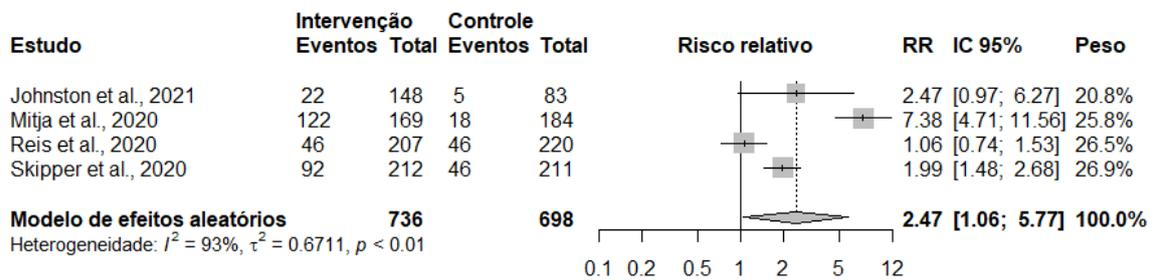 Intervenção Controle
Estudo Eventos Total Eventos Total Risco relativo RR IC 95% Peso
Johnston et al., 2021 22 148 5 83 2.47 [0.97; 6.27] 20.8%
Mitja et al., 2020 122 169 18 184 7.38 [4.71; 11.56] 25.8%
Reis et al., 2020 46 207 46 220 1.06 [0.74; 1.53] 26.5%
Skipper et al., 2020 92 212 46 211 1.99 [1.48; 2.68] 26.9%
Modelo de efeitos aleatórios 736 698 2.47 [1.06; 5.77] 100.0%
Heterogeneidade: I² = 93%, τ² = 0.6711, p < 0.01
0.1 0.2 0.5 1 2 5 12